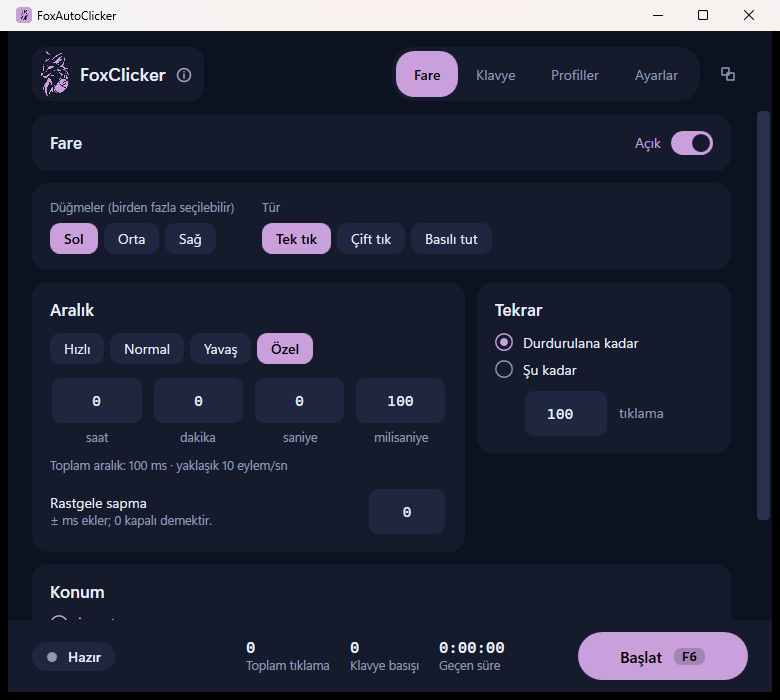 FoxAutoClicker
FoxClicker
Fare Klavye Profiller Ayarlar
Fare
Açık
Düğmeler (birden fazla seçilebilir)
Sol Orta Sağ
Tür
Tek tık Çift tık Basılı tut
Aralık
Hızlı Normal Yavaş Özel
0 0 0 100
saat dakika saniye milisaniye
Toplam aralık: 100 ms · yaklaşık 10 eylem/sn
Rastgele sapma
± ms ekler; 0 kapalı demektir.
0
Tekrar
Durdurulana kadar
Şu kadar
100 tıklama
Konum
Hazır
0
Toplam tıklama
0
Klavye basışı
0:00:00
Geçen süre
Başlat F6